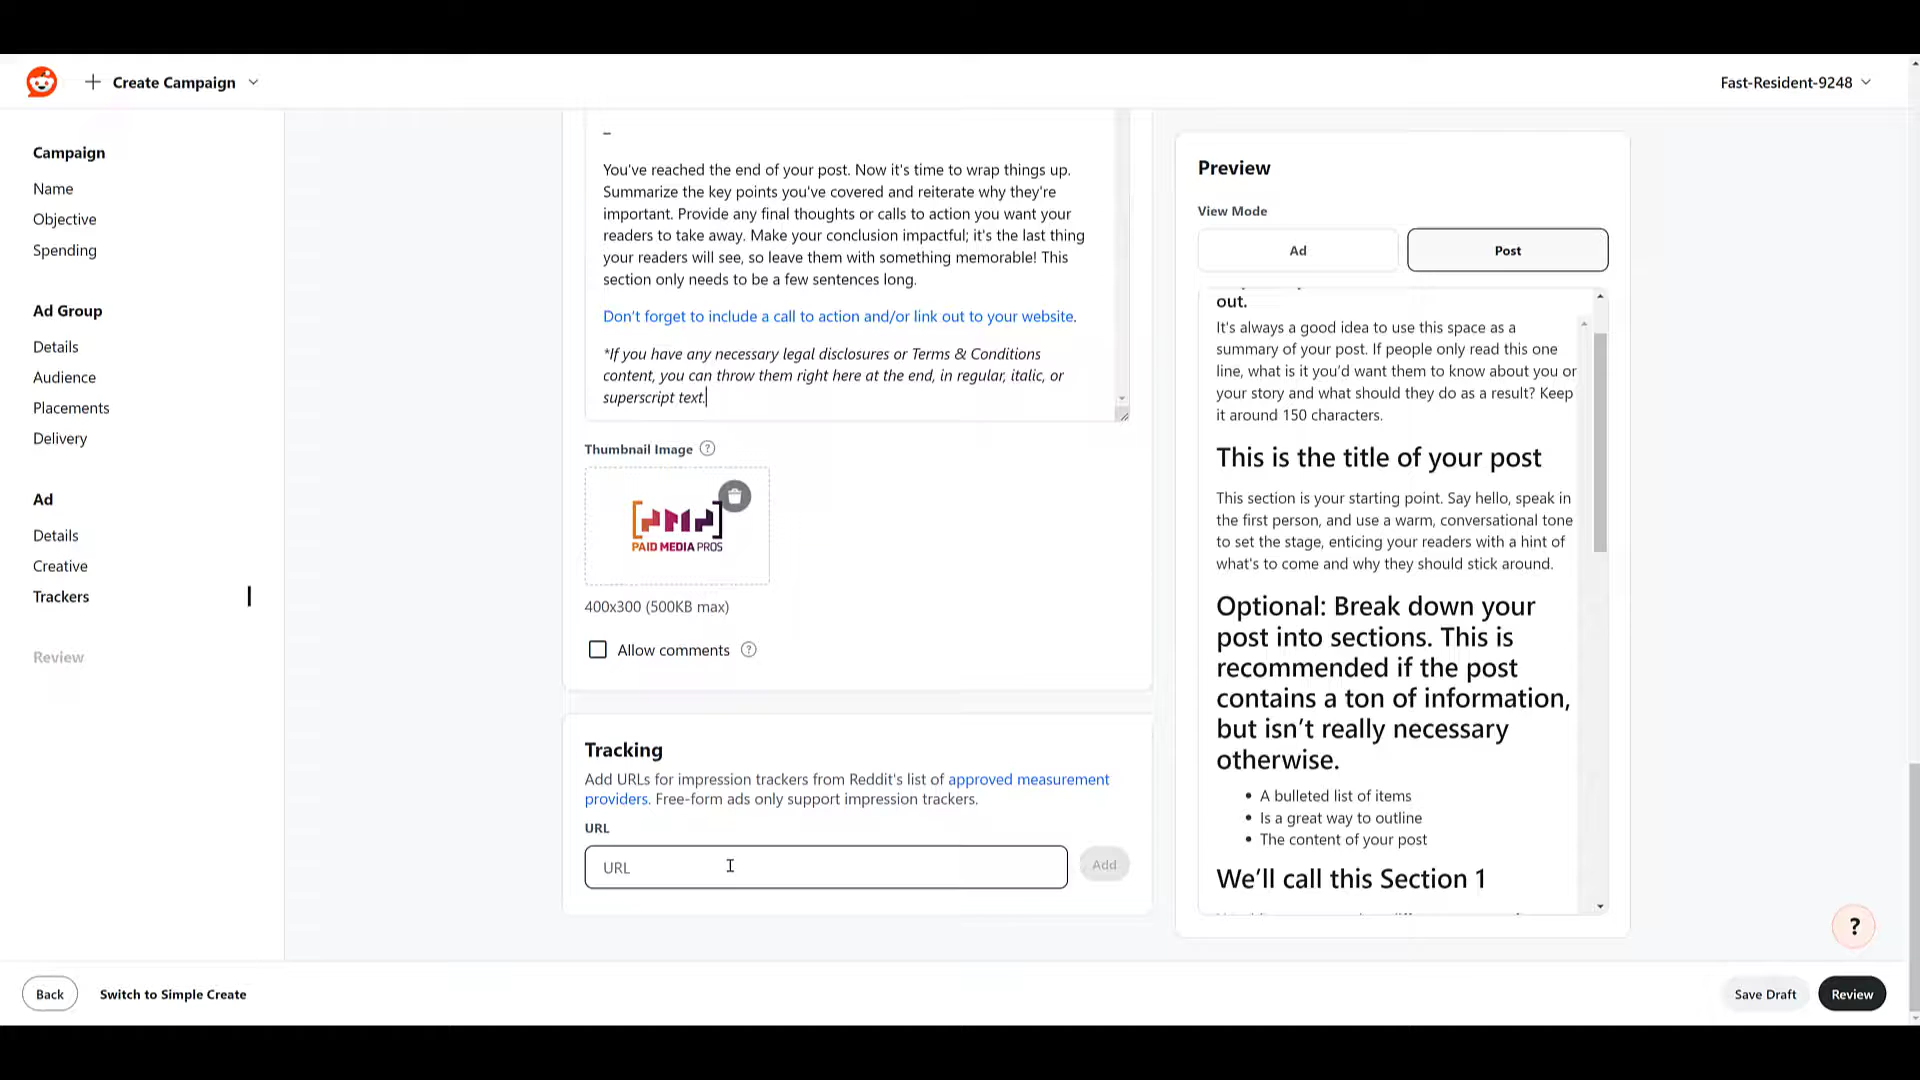 Create Campaign
Fast-Resident-9248
Campaign
Name
Objective
Spending
Ad Group
Details
Audience
Placements
Delivery
Ad
Details
Creative
Trackers
Review
–
You've reached the end of your post. Now it's time to wrap things up.
Summarize the key points you've covered and reiterate why they're
important. Provide any final thoughts or calls to action you want your
readers to take away. Make your conclusion impactful; it's the last thing
your readers will see, so leave them with something memorable! This
section only needs to be a few sentences long.
Don't forget to include a call to action and/or link out to your website.
*If you have any necessary legal disclosures or Terms & Conditions
content, you can throw them right here at the end, in regular, italic, or
superscript text.
Thumbnail Image ?
PAID MEDIA PROS
400x300 (500KB max)
Allow comments ?
Tracking
Add URLs for impression trackers from Reddit's list of approved measurement
providers. Free-form ads only support impression trackers.
URL
URL
Add
Preview
View Mode
Ad
Post
out.
It's always a good idea to use this space as a
summary of your post. If people only read this one
line, what is it you'd want them to know about you or
your story and what should they do as a result? Keep
it around 150 characters.
This is the title of your post
This section is your starting point. Say hello, speak in
the first person, and use a warm, conversational tone
to set the stage, enticing your readers with a hint of
what's to come and why they should stick around.
Optional: Break down your
post into sections. This is
recommended if the post
contains a ton of information,
but isn't really necessary
otherwise.
• A bulleted list of items
• Is a great way to outline
• The content of your post
We'll call this Section 1
?
Back
Switch to Simple Create
Save Draft
Review